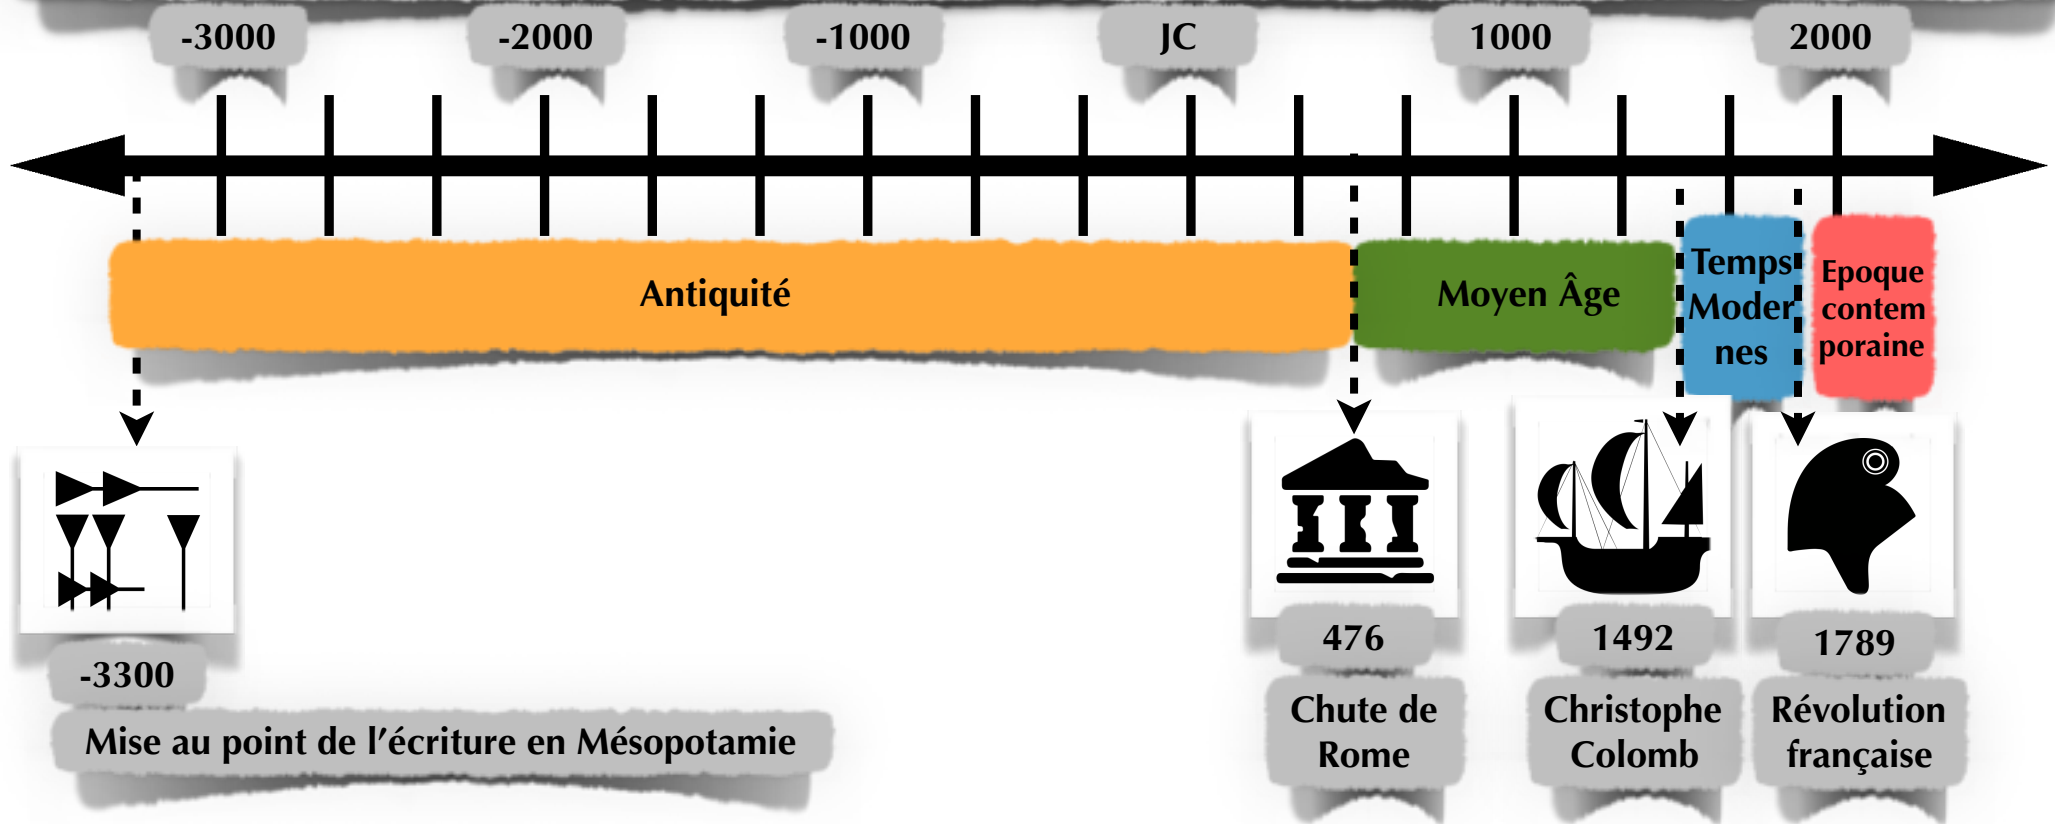 -3000
-2000
-1000
JC
1000
2000
Antiquité
Moyen Âge
Temps
Moder
nes
Epoque
contem
poraine
-3300
Mise au point de l’écriture en Mésopotamie
476
Chute de
Rome
1492
Christophe
Colomb
1789
Révolution
française